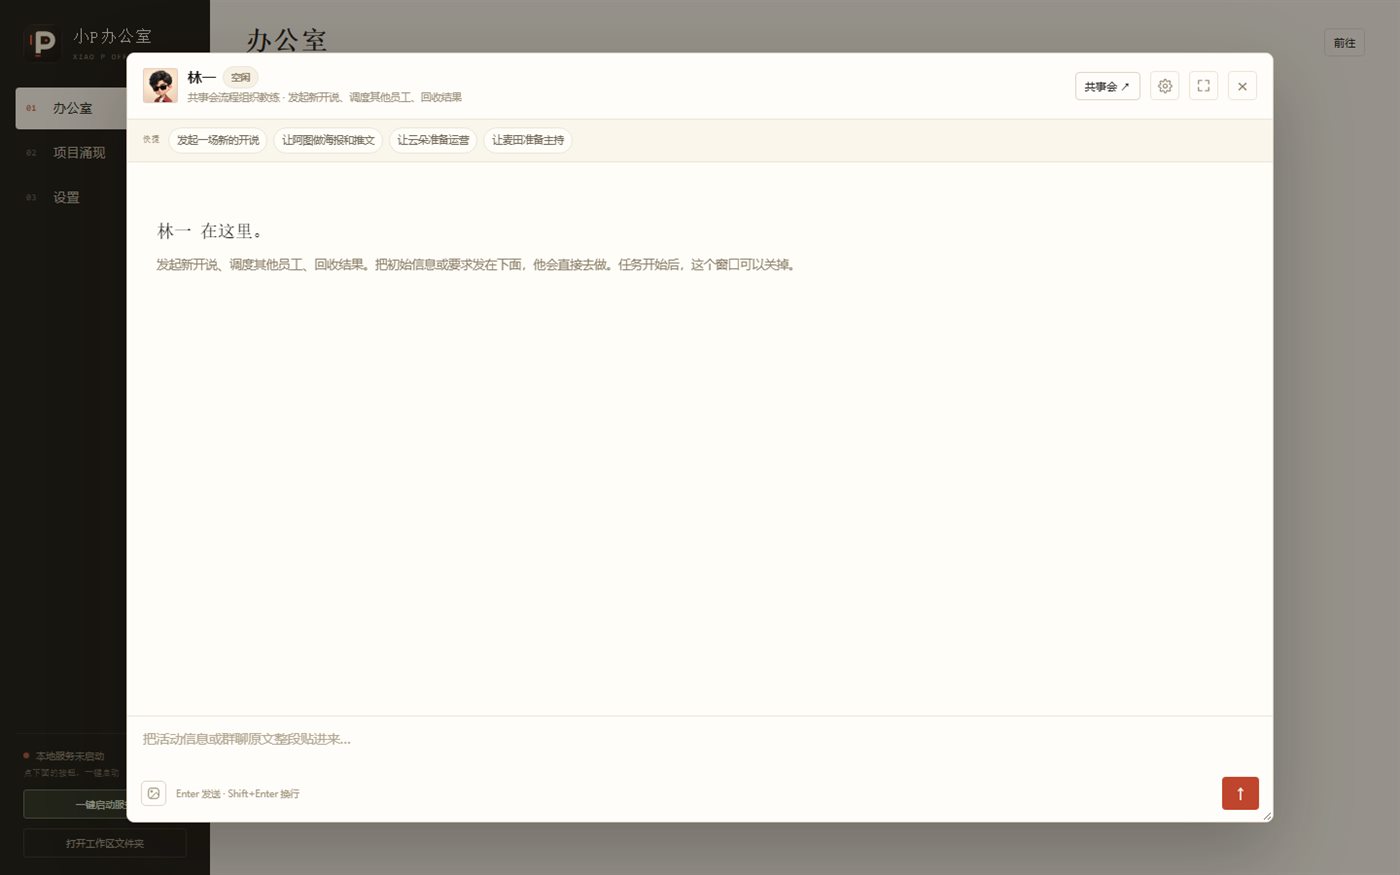 小P办公室
XIAO P OFF
01 办公室
02 项目涌现
03 设置
本地服务未启动
点下面的按钮，一键启动
一键启动服
打开工作区文件夹
办公室
前往
林一 空闲
共事会流程组织教练 · 发起新开说、调度其他员工、回收结果
共事会 ↗
快捷 发起一场新的开说 让阿图做海报和推文 让云朵准备运营 让麦田准备主持
林一 在这里。
发起新开说、调度其他员工、回收结果。把初始信息或要求发在下面，他会直接去做。任务开始后，这个窗口可以关掉。
把活动信息或群聊原文整段贴进来...
Enter 发送 · Shift+Enter 换行